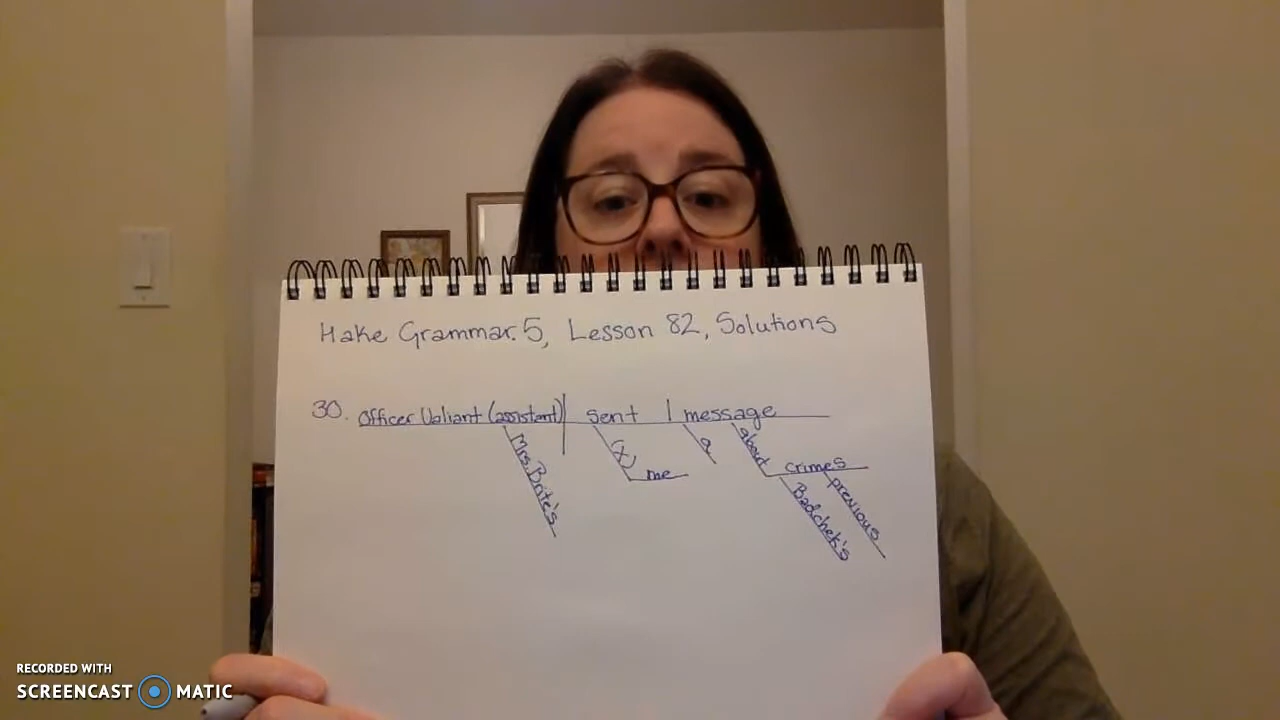 Hake Grammar 5, Lesson 82, Solutions
30. Officer Valiant (assistant) sent message
Mrs. Brite's
(x) me
a
about crimes
Badchek's
previous
RECORDED WITH
SCREENCAST MATIC